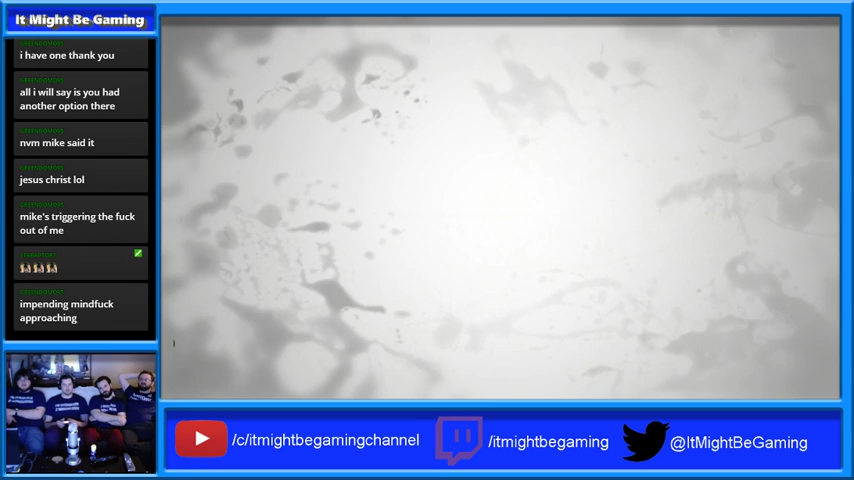 It Might Be Gaming
i have one thank you
all i will say is you had
another option there
nvm mike said it
jesus christ lol
mike's triggering the fuck
out of me
impending mindfuck
approaching
/c/itmightbegamingchannel
/itmightbegaming
@ItMightBeGaming